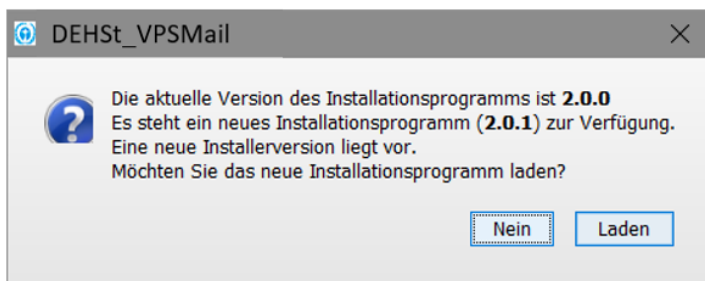 DEHSt_VPSMail
Die aktuelle Version des Installationsprogramms ist 2.0.0
Es steht ein neues Installationsprogramm (2.0.1) zur Verfügung.
Eine neue Installerversion liegt vor.
Möchten Sie das neue Installationsprogramm laden?
Nein Laden